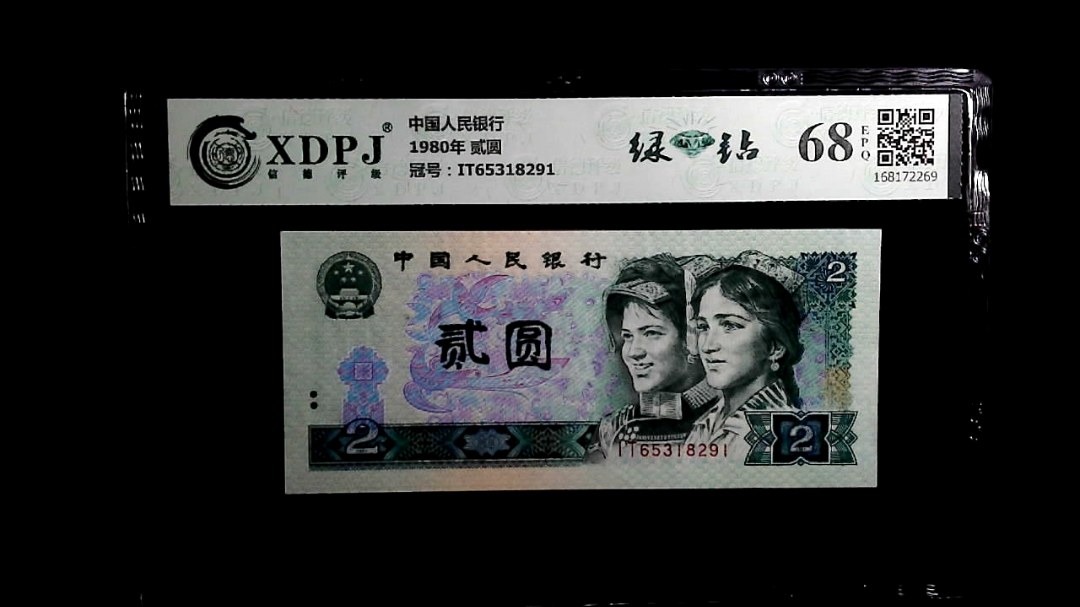 XDPJ®
信德评级
中国人民银行
1980年 贰圆
冠号：IT65318291
绿钻
68
EPQ
168172269
中国人民银行
贰圆
2
2
2
IT65318291